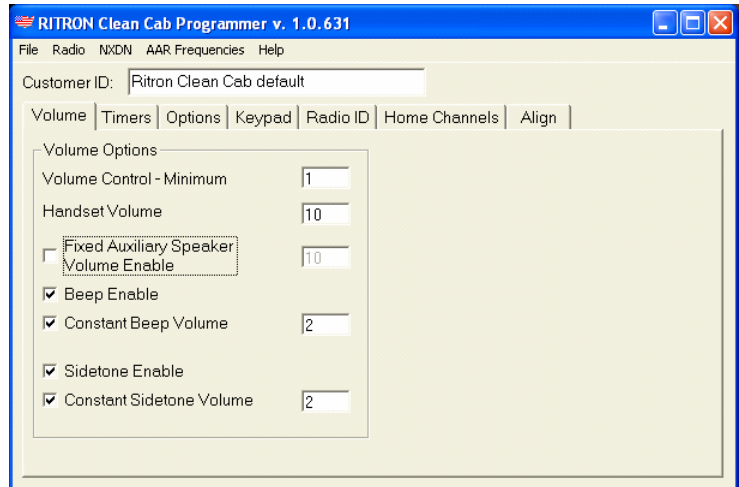 RITRON Clean Cab Programmer v. 1.0.631
File Radio NXDN AAR Frequencies Help
Customer ID: Ritron Clean Cab default
Volume Timers Options Keypad Radio ID Home Channels Align
Volume Options
Volume Control - Minimum 1
Handset Volume 10
Fixed Auxiliary Speaker
Volume Enable 10
Beep Enable
Constant Beep Volume 2
Sidetone Enable
Constant Sidetone Volume 2